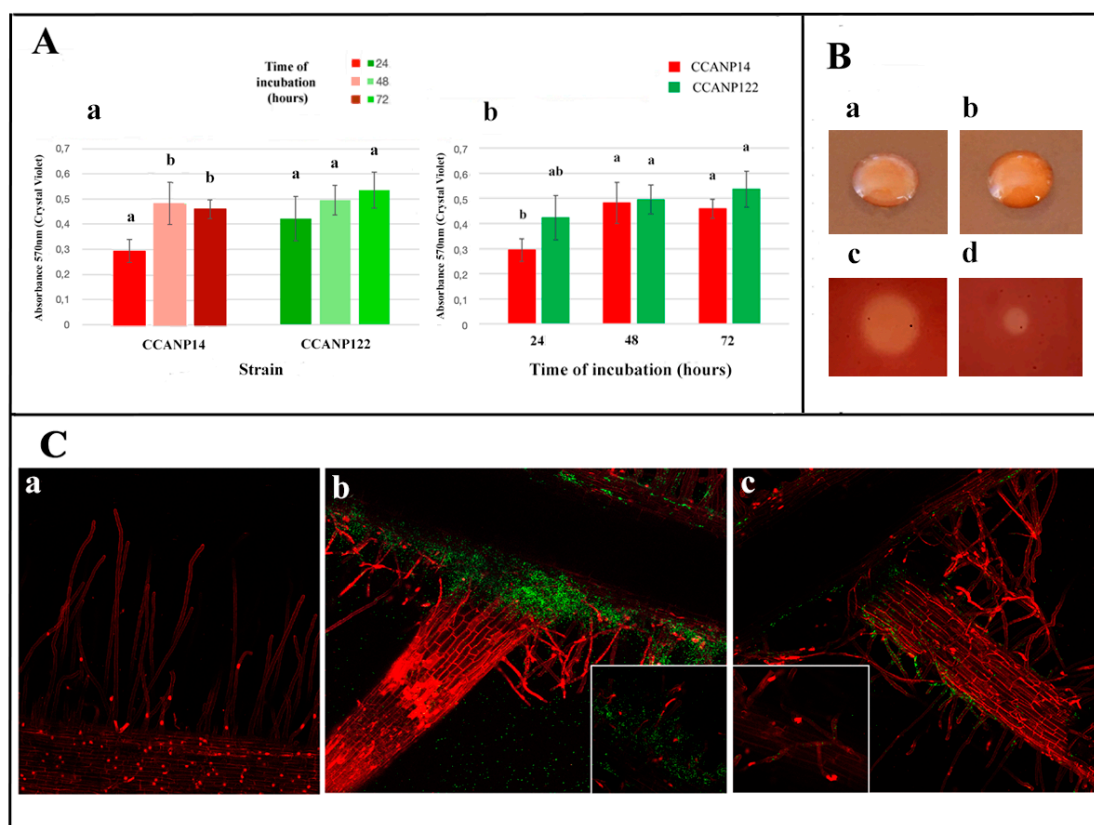 A
Time of
incubation
(hours)
24
48
72
a
Absorbance 570nm (Crystal Violet)
0,7
0,6
0,5
0,4
0,3
0,2
0,1
0
a
b
b
a
a
a
CCANP14
CCANP122
Strain
CCANP14
CCANP122
b
Absorbance 570nm (Crystal Violet)
0,7
0,6
0,5
0,4
0,3
0,2
0,1
0
b
ab
a
a
a
a
24
48
72
Time of incubation (hours)
B
a
b
c
d
C
a
b
c